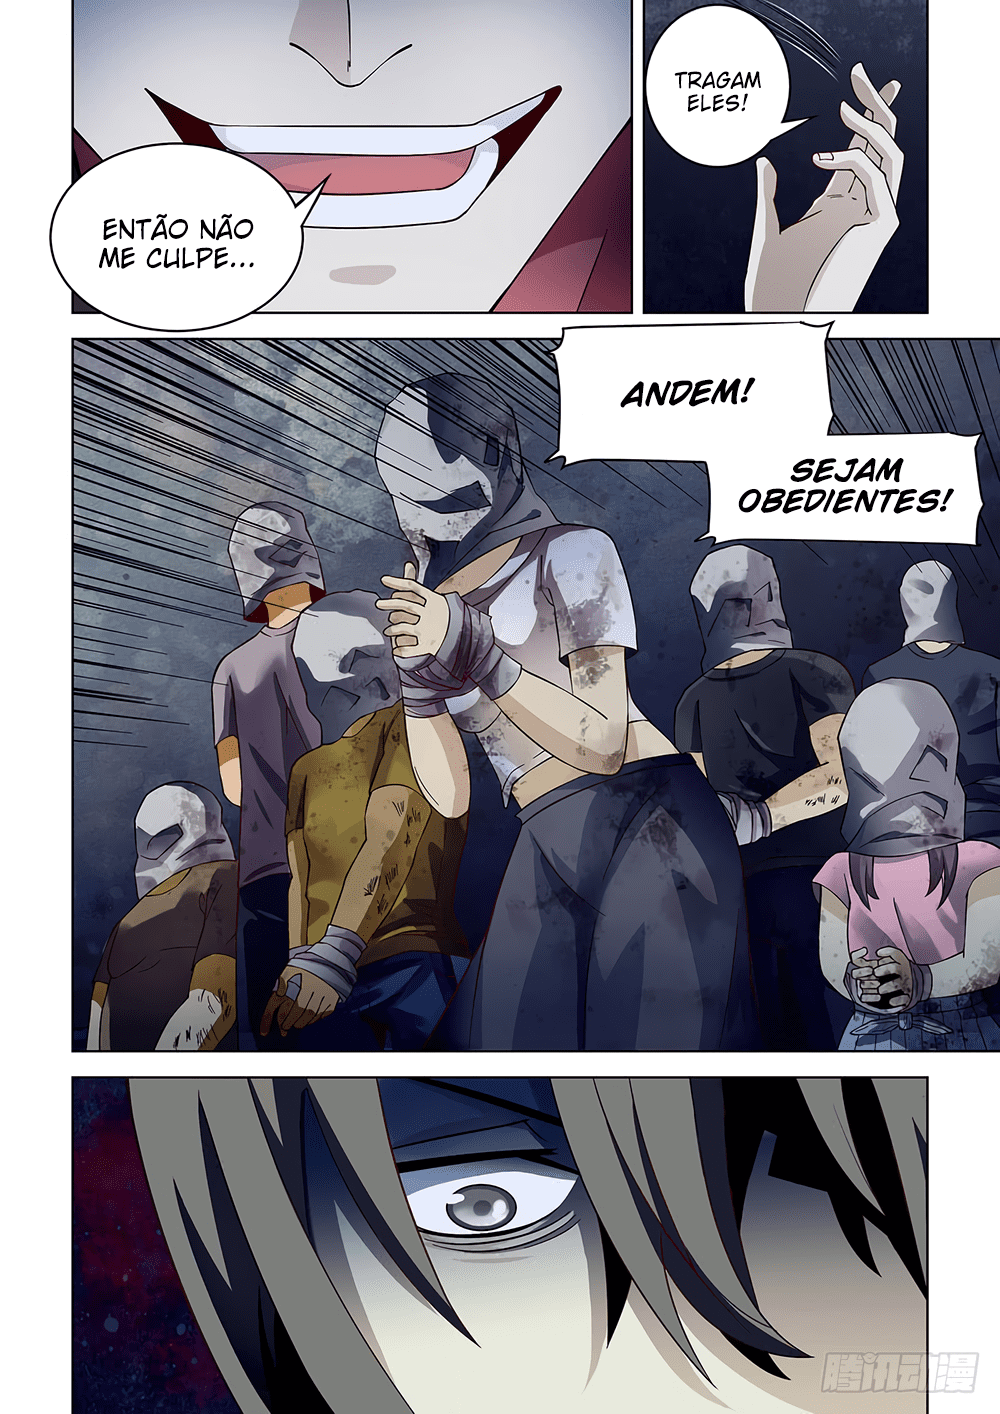 ENTÃO NÃO
ME CULPE...
TRAGAM
ELES!
ANDEM!
SEJAM
OBEDIENTES!
腾讯动漫